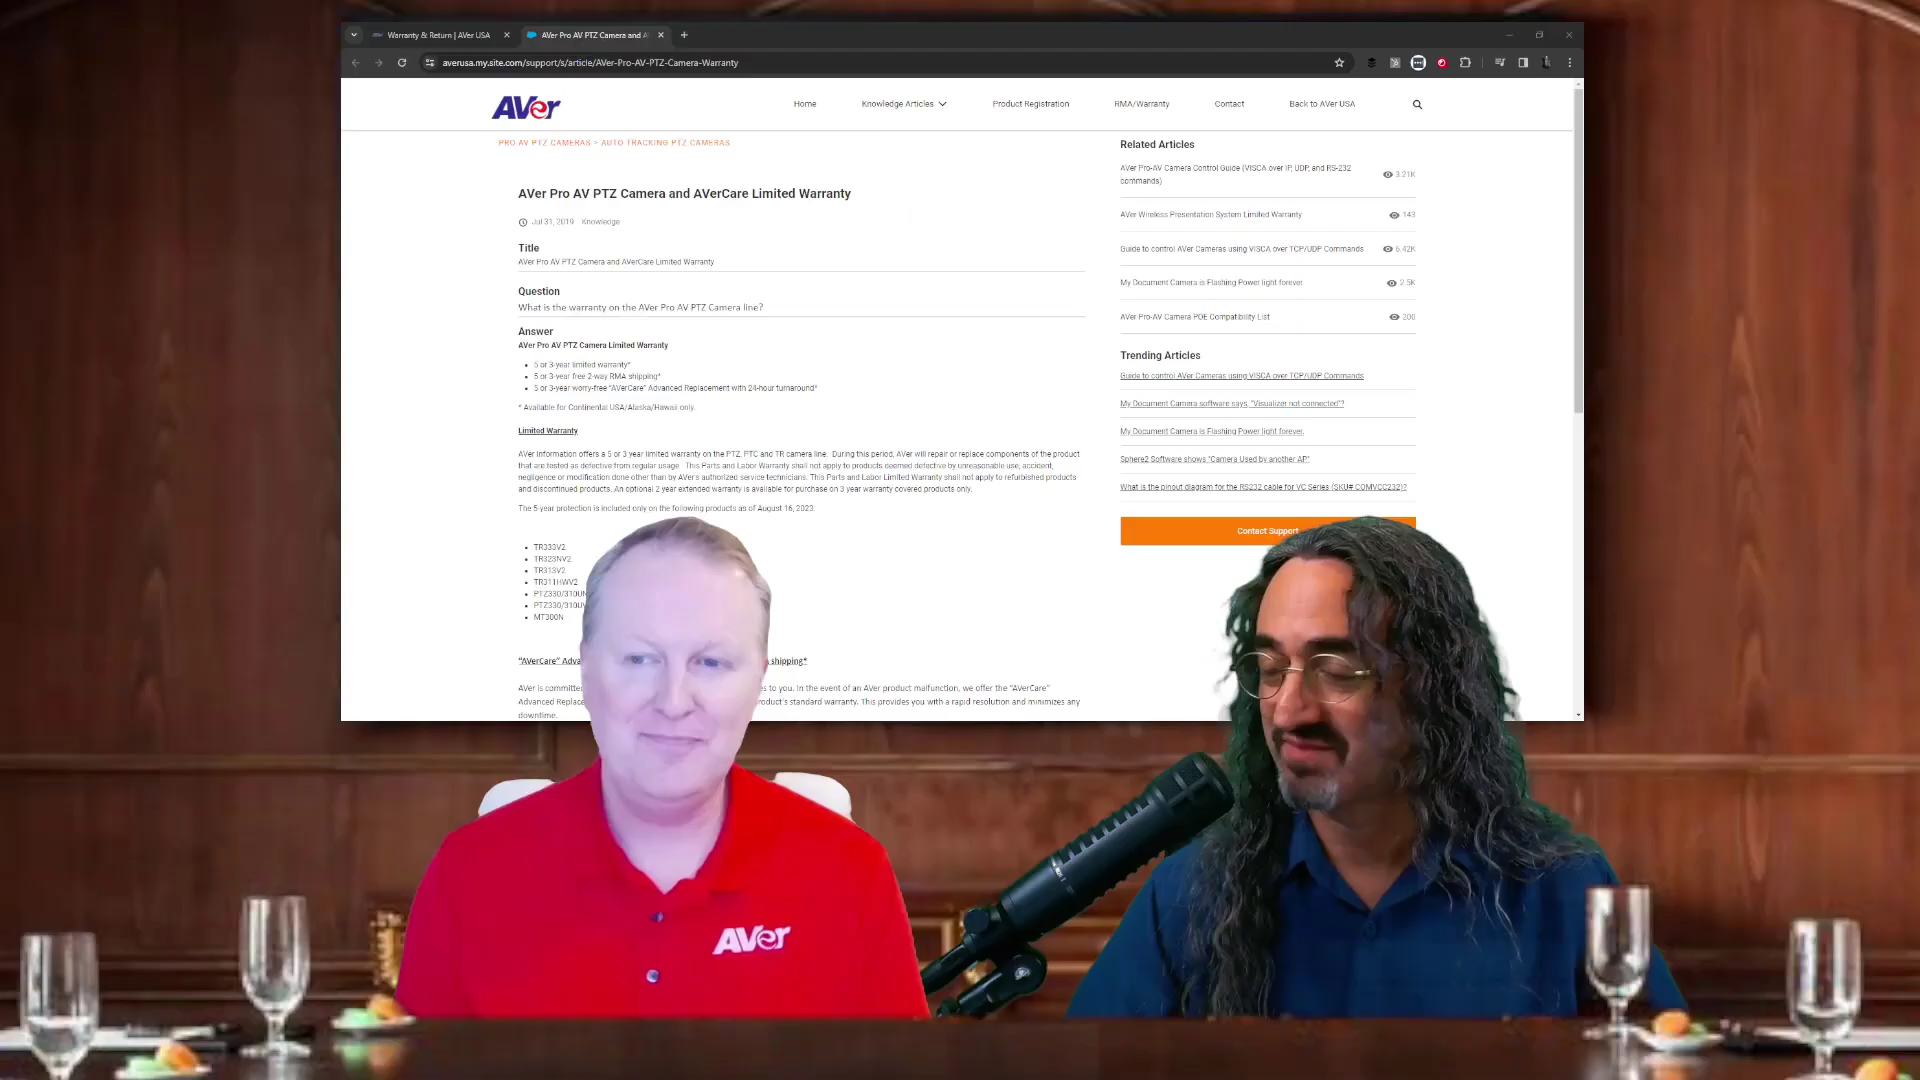 Warranty & Return | AVer USA
AVer Pro AV PTZ Camera and A
averusa.my.site.com/support/s/article/AVer-Pro-AV-PTZ-Camera-Warranty
AVer
Home
Knowledge Articles
Product Registration
RMA/Warranty
Contact
Back to AVer USA
PRO AV PTZ CAMERAS > AUTO TRACKING PTZ CAMERAS
AVer Pro AV PTZ Camera and AVerCare Limited Warranty
Jul 31, 2019 Knowledge
Title
AVer Pro AV PTZ Camera and AVerCare Limited Warranty
Question
What is the warranty on the AVer Pro AV PTZ Camera line?
Answer
AVer Pro AV PTZ Camera Limited Warranty
5 or 3-year limited warranty*
5 or 3-year free 2-way RMA shipping*
5 or 3-year worry-free "AVerCare" Advanced Replacement with 24-hour turnaround*
* Available for Continental USA/Alaska/Hawaii only.
Limited Warranty
AVer Information offers a 5 or 3 year limited warranty on the PTZ, PTC and TR camera line. During this period, AVer will repair or replace components of the product
that are tested as defective from regular usage. This Parts and Labor Warranty shall not apply to products deemed defective by unreasonable use, accident,
negligence or modification done other than by AVer's authorized service technicians. This Parts and Labor Limited Warranty shall not apply to refurbished products
and discontinued products. An optional 2 year extended warranty is available for purchase on 3 year warranty covered products only.
The 5-year protection is included only on the following products as of August 16, 2023:
TR333V2
TR323NV2
TR313V2
TR311HWV2
PTZ330/310UN
PTZ330/310U
MT300N
"AVerCare" Adva shipping*
AVer is committe es to you. In the event of an AVer product malfunction, we offer the "AVerCare"
Advanced Replace roduct's standard warranty. This provides you with a rapid resolution and minimizes any
downtime.
Related Articles
AVer Pro-AV Camera Control Guide (VISCA over IP, UDP, and RS-232
commands)
3.21K
AVer Wireless Presentation System Limited Warranty
143
Guide to control AVer Cameras using VISCA over TCP/UDP Commands
6.42K
My Document Camera is Flashing Power light forever
2.5K
AVer Pro-AV Camera POE Compatibility List
200
Trending Articles
Guide to control AVer Cameras using VISCA over TCP/UDP Commands
My Document Camera software says, "Visualizer not connected"?
My Document Camera is Flashing Power light forever.
Sphere2 Software shows "Camera Used by another AP"
What is the pinout diagram for the RS232 cable for VC Series (SKU# COMVCC232)?
Contact Support
AVer